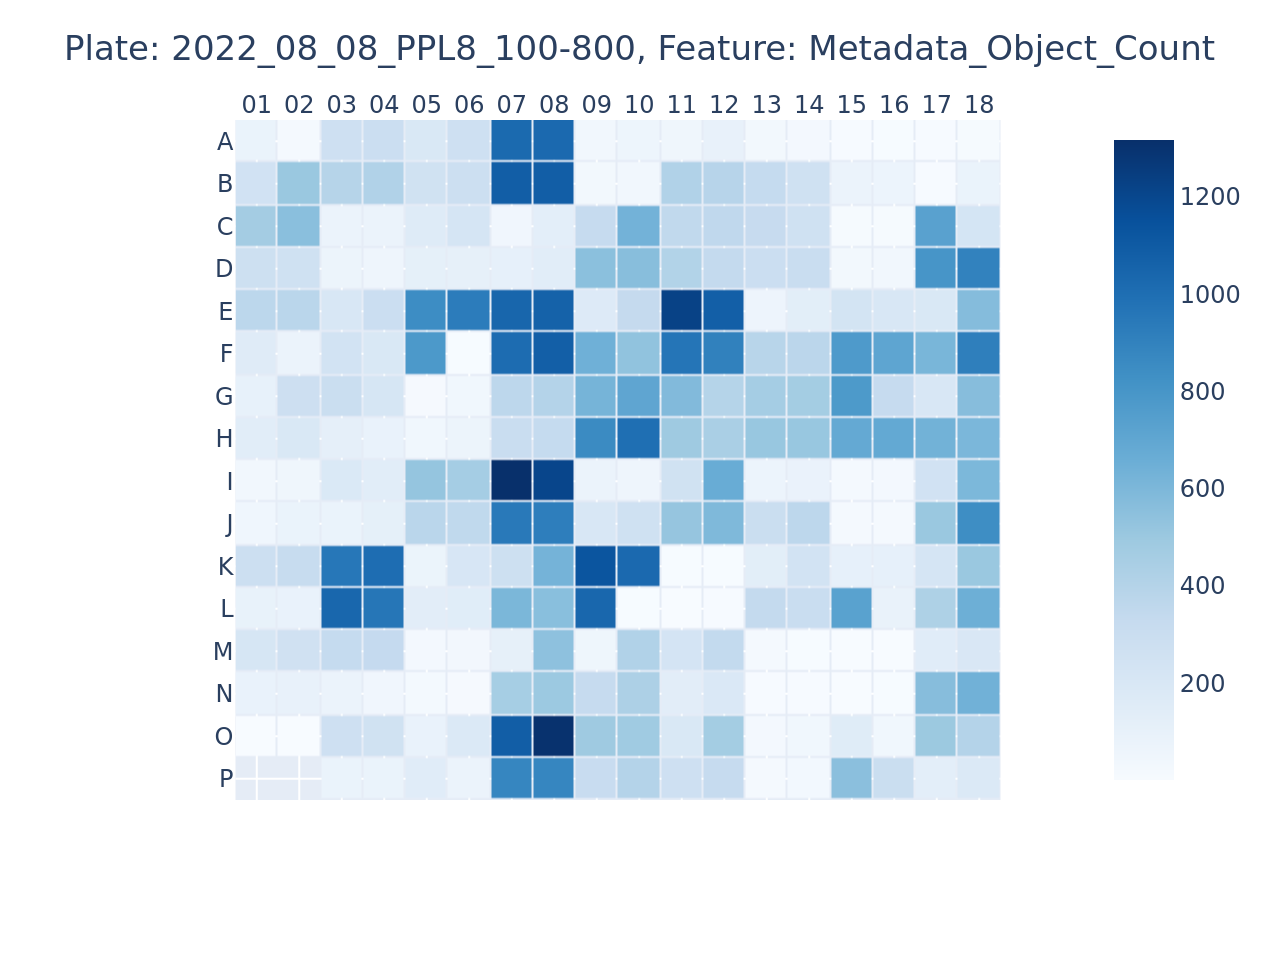 Plate: 2022_08_08_PPL8_100-800, Feature: Metadata_Object_Count
01 02 03 04 05 06 07 08 09 10 11 12 13 14 15 16 17 18
A
B
C
D
E
F
G
H
I
J
K
L
M
N
O
P
1200
1000
800
600
400
200